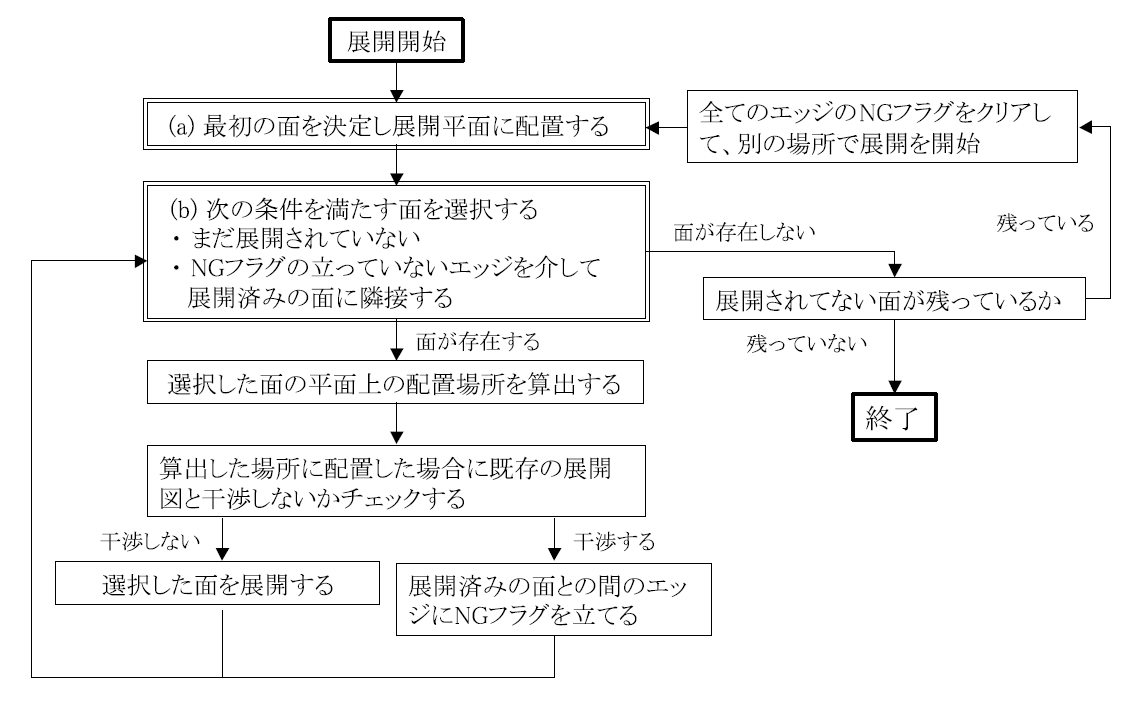 展開開始
(a) 最初の面を決定し展開平面に配置する
全てのエッジのNGフラグをクリアし
て、別の場所で展開を開始
(b) 次の条件を満たす面を選択する
・まだ展開されていない
・NGフラグの立っていないエッジを介して
展開済みの面に隣接する
面が存在しない
残っている
展開されてない面が残っているか
面が存在する
残っていない
選択した面の平面上の配置場所を算出する
終了
算出した場所に配置した場合に既存の展開
図と干渉しないかチェックする
干渉しない
干渉する
選択した面を展開する
展開済みの面との間のエッ
ジにNGフラグを立てる